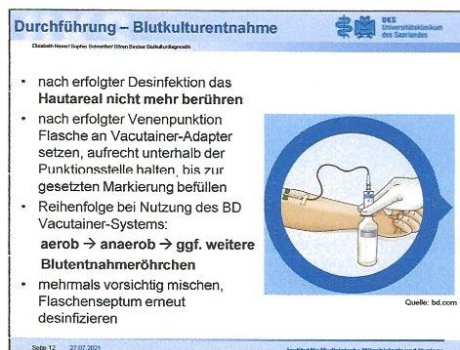 Durchführung – Blutkulturentnahme
UKS
Universitätsklinikum
des Saarlandes
• nach erfolgter Desinfektion das
Hautareal nicht mehr berühren
• nach erfolgter Venenpunktion
Flasche an Vacutainer-Adapter
setzen, aufrecht unterhalb der
Punktionsstelle halten, bis zur
gesetzten Markierung befüllen
• Reihenfolge bei Nutzung des BD
Vacutainer-Systems:
aerob → anaerob → ggf. weitere
Blutentnahmeröhrchen
• mehrmals vorsichtig mischen,
Flaschenseptum erneut
desinfizieren
Quelle: bd.com
Seite 12 27.07.2021